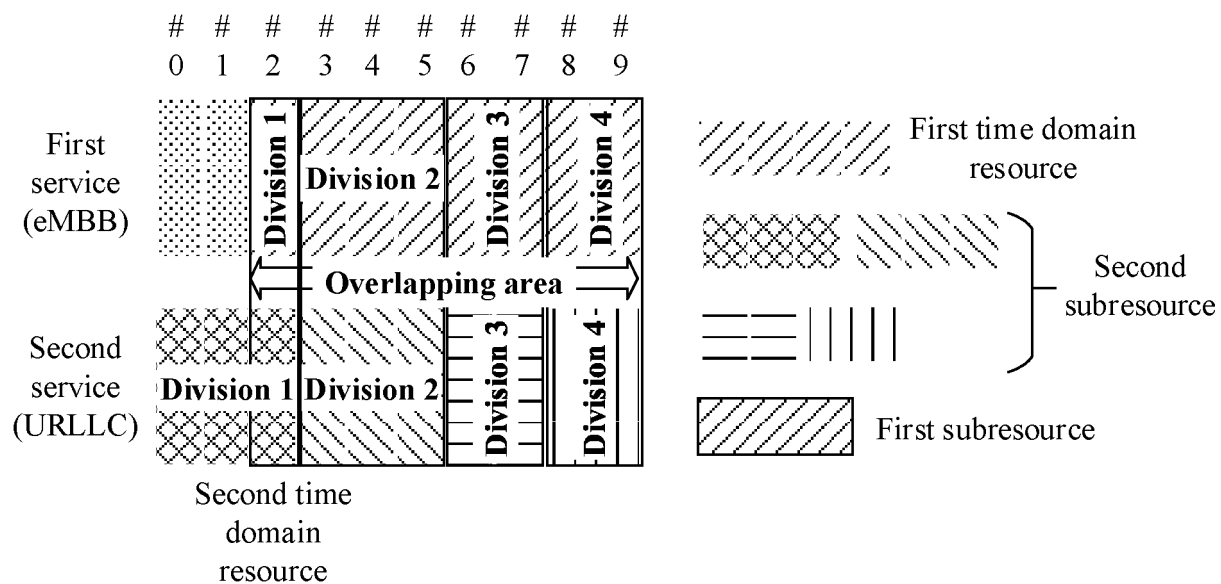 # # # # # # # # # #
0 1 2 3 4 5 6 7 8 9
First
service
(eMBB)
Division 1
Division 2
Division 3
Division 4
Overlapping area
Second
service
(URLLC)
Division 1
Division 2
Division 3
Division 4
Second time
domain
resource
First time domain
resource
Second
subresource
First subresource